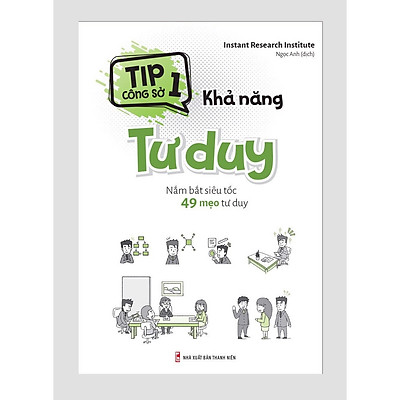 Instant Research Institute
Ngọc Anh (dịch)
TIP
CÔNG SỞ 1
Khả năng
Tư duy
Nắm bắt siêu tốc
49 mẹo tư duy
NHÀ XUẤT BẢN THANH NIÊN